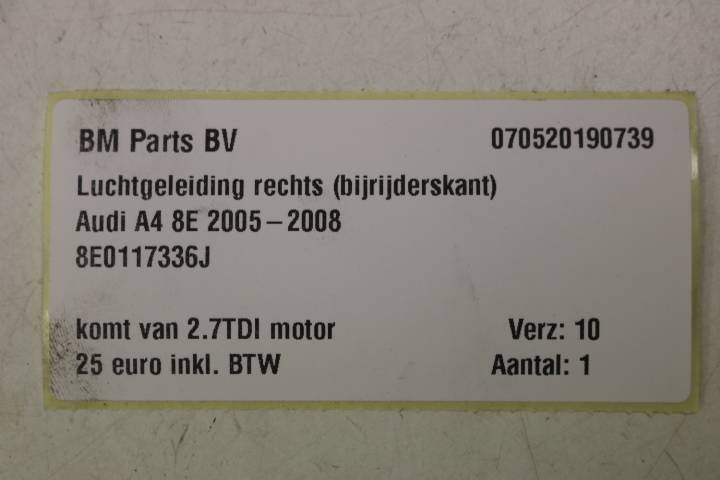 BM Parts BV 070520190739
Luchtgeleiding rechts (bijrijderskant)
Audi A4 8E 2005–2008
8E0117336J
komt van 2.7TDI motor Verz: 10
25 euro inkl. BTW Aantal: 1